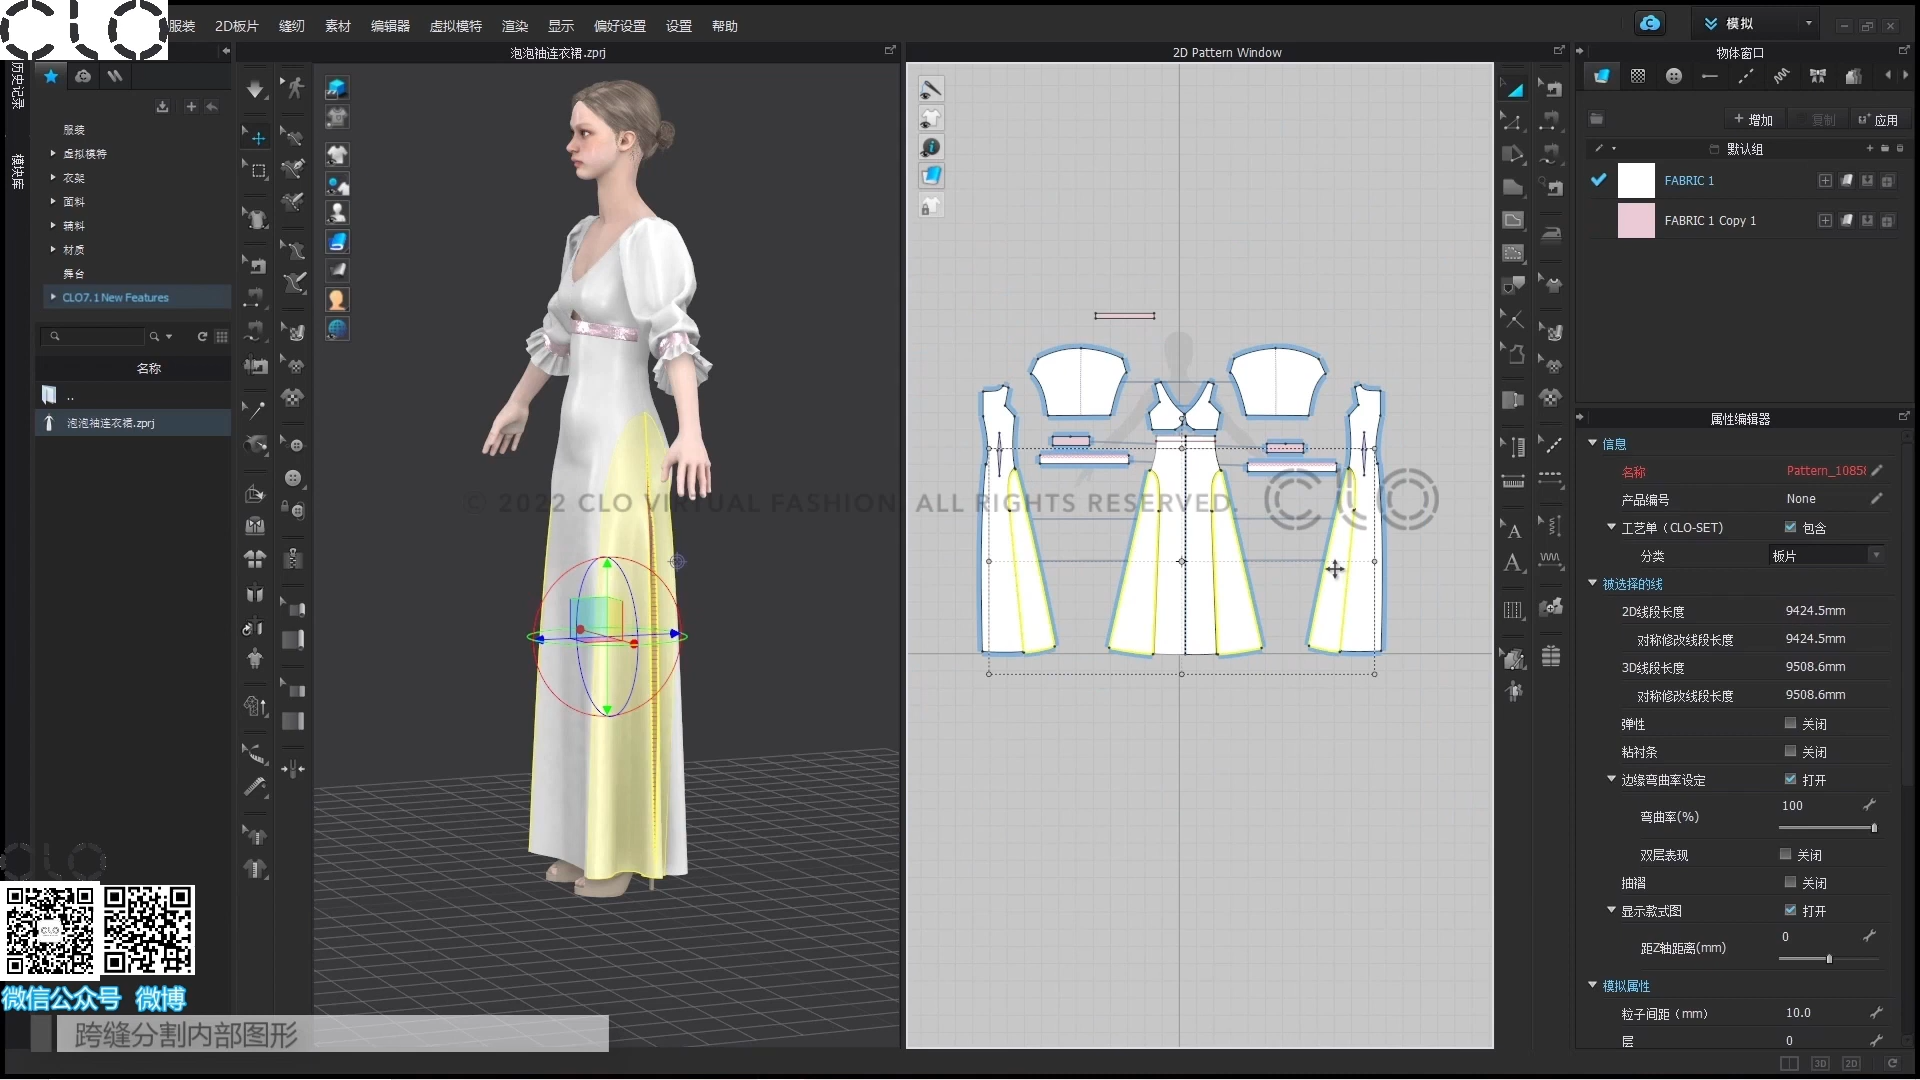 CLO
服装 2D板片 缝纫 素材 编辑器 虚拟模特 渲染 显示 偏好设置 设置 帮助
模拟
泡泡袖连衣裙.zprj
2D Pattern Window
物体窗口
历史记录
模块库
服装
虚拟模特
衣架
面料
辅料
材质
舞台
CLO7.1 New Features
名称
..
泡泡袖连衣裙.zprj
+ 增加 复制 应用
默认组
FABRIC 1
FABRIC 1 Copy 1
属性编辑器
信息
名称 Pattern_1085
产品编号 None
工艺单 (CLO-SET) 包含
分类 板片
被选择的线
2D线段长度 9424.5mm
对称修改线段长度 9424.5mm
3D线段长度 9508.6mm
对称修改线段长度 9508.6mm
弹性 关闭
粘衬条 关闭
边缘弯曲率设定 打开
弯曲率(%) 100
双层表现 关闭
抽褶 关闭
显示款式图 打开
距Z轴距离(mm) 0
模拟属性
粒子间距 (mm) 10.0
层 0
3D 2D
© 2022 CLO VIRTUAL FASHION. ALL RIGHTS RESERVED. CLO
CLO
微信公众号 微博
跨缝分割内部图形